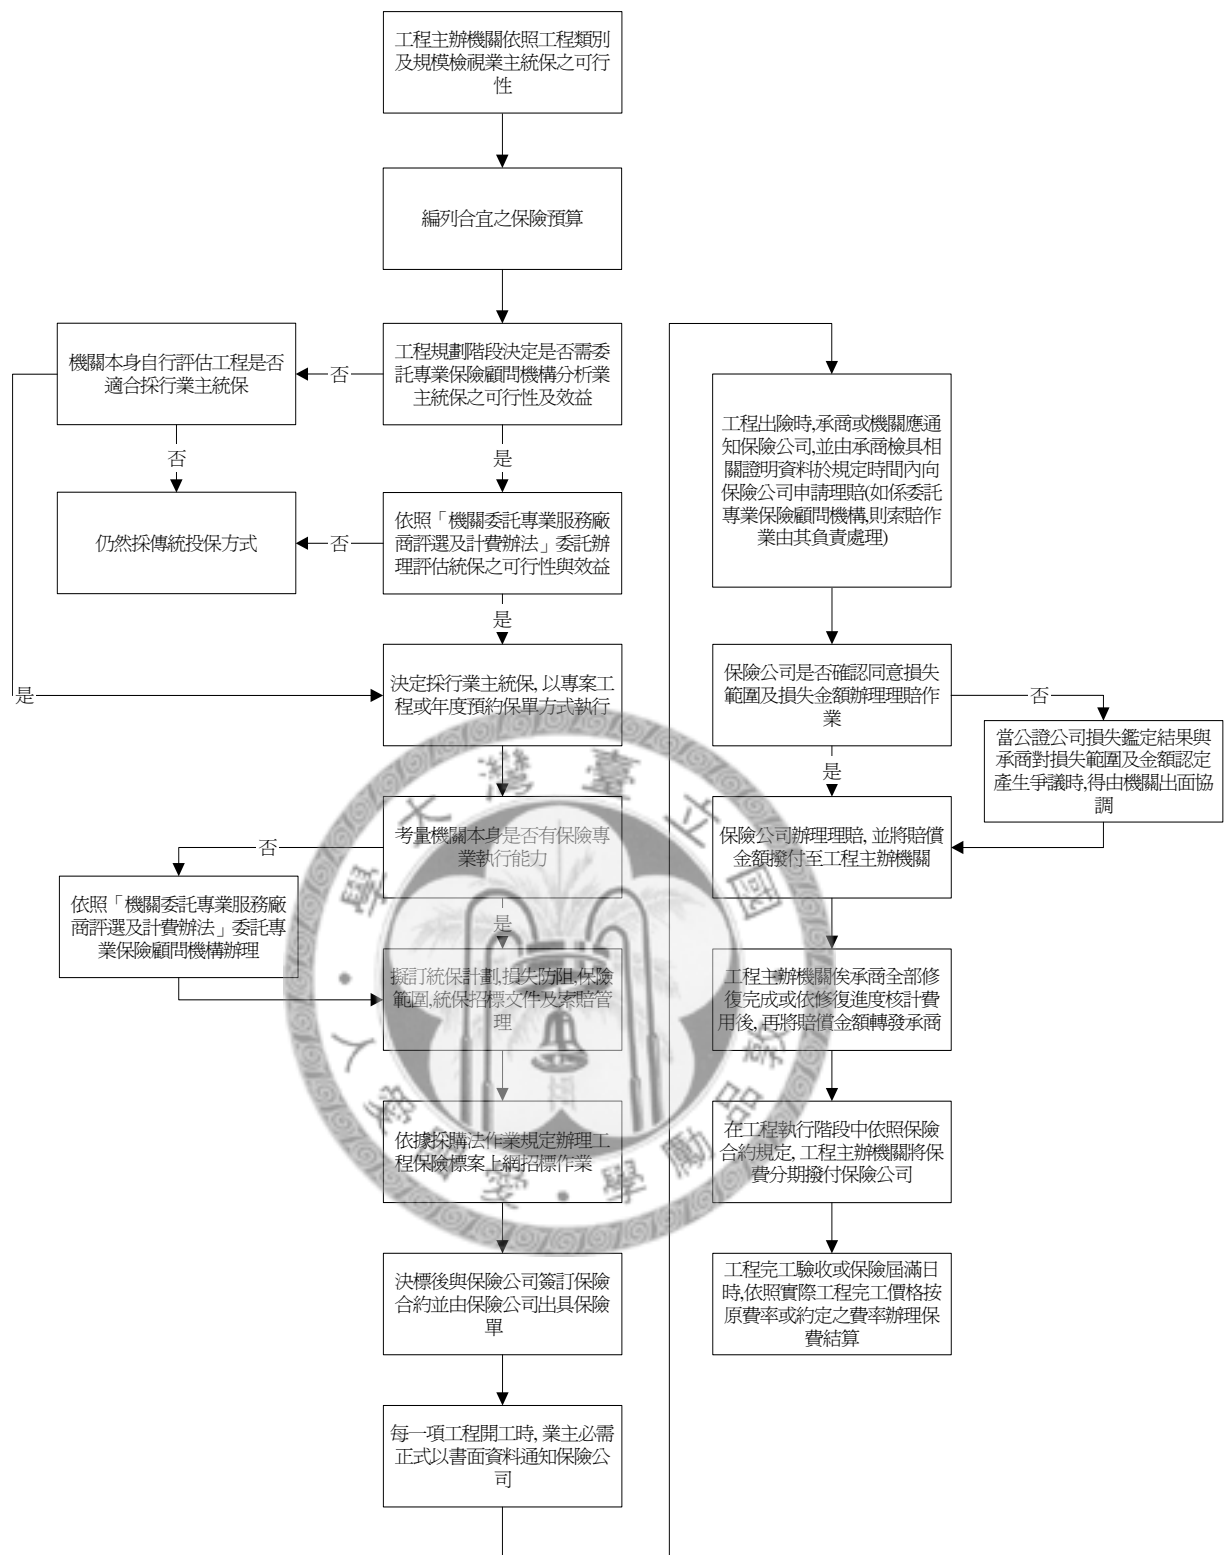 工程主辦機關依照工程類別
及規模檢視業主統保之可行
性
編列合宜之保險預算
工程規劃階段決定是否需委
託專業保險顧問機構分析業
主統保之可行性及效益
否
機關本身自行評估工程是否
適合採行業主統保
否
是
仍然採傳統投保方式
否
依照「機關委託專業服務廠
商評選及計費辦法」委託辦
理評估統保之可行性與效益
是
是
決定採行業主統保, 以專案工
程或年度預約保單方式執行
考量機關本身是否有保險專
業執行能力
否
是
依照「機關委託專業服務廠
商評選及計費辦法」委託專
業保險顧問機構辦理
擬訂統保計劃,損失防阻,保險
範圍,統保招標文件及索賠管
理
依據採購法作業規定辦理工
程保險標案上網招標作業
決標後與保險公司簽訂保險
合約並由保險公司出具保險
單
每一項工程開工時, 業主必需
正式以書面資料通知保險公
司
工程出險時,承商或機關應通
知保險公司,並由承商檢具相
關證明資料於規定時間內向
保險公司申請理賠(如係委託
專業保險顧問機構,則索賠作
業由其負責處理)
保險公司是否確認同意損失
範圍及損失金額辦理理賠作
業
否
是
當公證公司損失鑑定結果與
承商對損失範圍及金額認定
產生爭議時,得由機關出面協
調
保險公司辦理理賠, 並將賠償
金額撥付至工程主辦機關
工程主辦機關俟承商全部修
復完成或依修復進度核計費
用後, 再將賠償金額轉發承商
在工程執行階段中依照保險
合約規定, 工程主辦機關將保
費分期撥付保險公司
工程完工驗收或保險屆滿日
時,依照實際工程完工價格按
原費率或約定之費率辦理保
費結算
國立臺灣大學
敦品勵學・愛國愛人